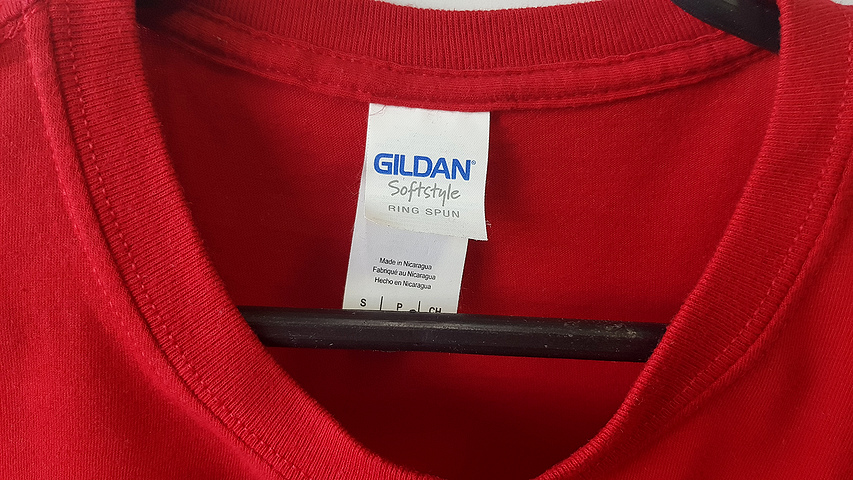 GILDAN®
Softstyle
RING SPUN
Made in Nicaragua
Fabriqué au Nicaragua
Hecho en Nicaragua
S | P | CH